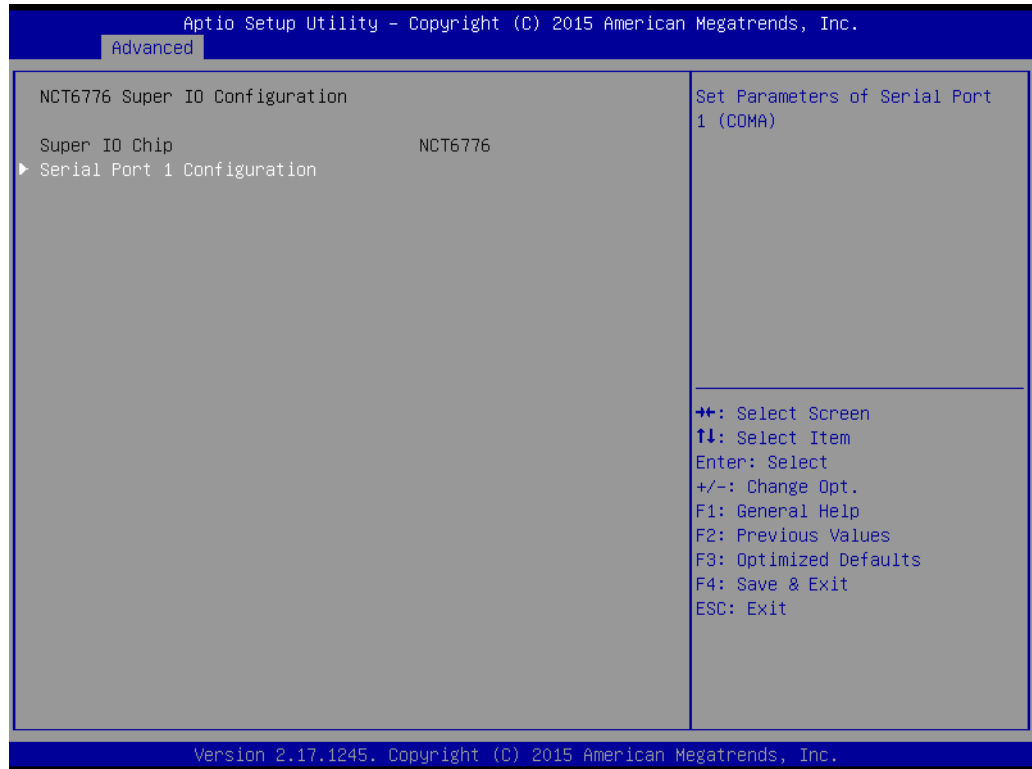 Aptio Setup Utility – Copyright (C) 2015 American Megatrends, Inc.
Advanced
NCT6776 Super IO Configuration
Super IO Chip NCT6776
▶ Serial Port 1 Configuration
Set Parameters of Serial Port
1 (COMA)
→←: Select Screen
↑↓: Select Item
Enter: Select
+/-: Change Opt.
F1: General Help
F2: Previous Values
F3: Optimized Defaults
F4: Save & Exit
ESC: Exit
Version 2.17.1245. Copyright (C) 2015 American Megatrends, Inc.